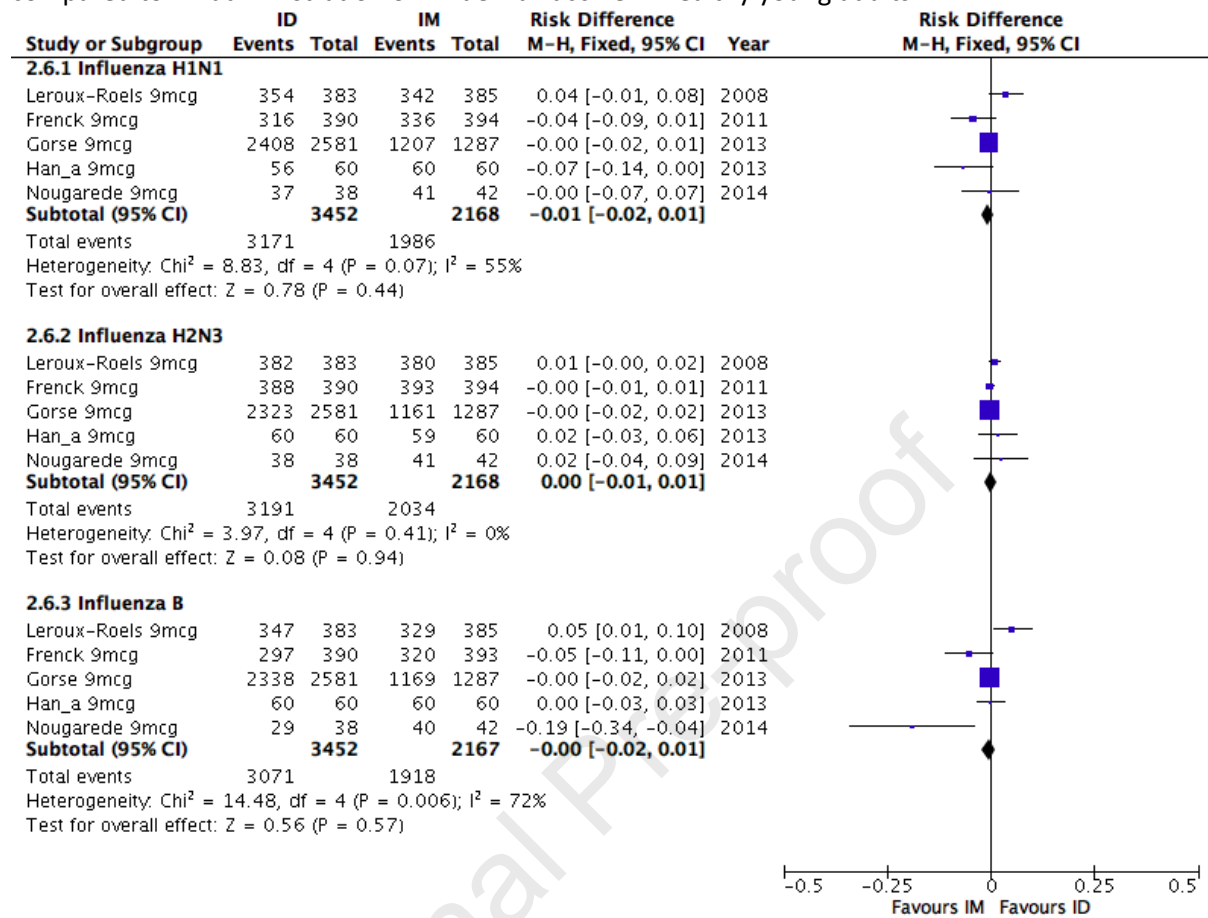 ID IM Risk Difference Risk Difference
Study or Subgroup Events Total Events Total M-H, Fixed, 95% CI Year M-H, Fixed, 95% CI
2.6.1 Influenza H1N1
Leroux-Roels 9mcg 354 383 342 385 0.04 [-0.01, 0.08] 2008
Frenck 9mcg 316 390 336 394 -0.04 [-0.09, 0.01] 2011
Gorse 9mcg 2408 2581 1207 1287 -0.00 [-0.02, 0.01] 2013
Han_a 9mcg 56 60 60 60 -0.07 [-0.14, 0.00] 2013
Nougarede 9mcg 37 38 41 42 -0.00 [-0.07, 0.07] 2014
Subtotal (95% CI) 3452 2168 -0.01 [-0.02, 0.01]
Total events 3171 1986
Heterogeneity: Chi² = 8.83, df = 4 (P = 0.07); I² = 55%
Test for overall effect: Z = 0.78 (P = 0.44)
2.6.2 Influenza H2N3
Leroux-Roels 9mcg 382 383 380 385 0.01 [-0.00, 0.02] 2008
Frenck 9mcg 388 390 393 394 -0.00 [-0.01, 0.01] 2011
Gorse 9mcg 2323 2581 1161 1287 -0.00 [-0.02, 0.02] 2013
Han_a 9mcg 60 60 59 60 0.02 [-0.03, 0.06] 2013
Nougarede 9mcg 38 38 41 42 0.02 [-0.04, 0.09] 2014
Subtotal (95% CI) 3452 2168 0.00 [-0.01, 0.01]
Total events 3191 2034
Heterogeneity: Chi² = 3.97, df = 4 (P = 0.41); I² = 0%
Test for overall effect: Z = 0.08 (P = 0.94)
2.6.3 Influenza B
Leroux-Roels 9mcg 347 383 329 385 0.05 [0.01, 0.10] 2008
Frenck 9mcg 297 390 320 393 -0.05 [-0.11, 0.00] 2011
Gorse 9mcg 2338 2581 1169 1287 -0.00 [-0.02, 0.02] 2013
Han_a 9mcg 60 60 60 60 0.00 [-0.03, 0.03] 2013
Nougarede 9mcg 29 38 40 42 -0.19 [-0.34, -0.04] 2014
Subtotal (95% CI) 3452 2167 -0.00 [-0.02, 0.01]
Total events 3071 1918
Heterogeneity: Chi² = 14.48, df = 4 (P = 0.006); I² = 72%
Test for overall effect: Z = 0.56 (P = 0.57)
-0.5 -0.25 0 0.25 0.5
Favours IM Favours ID
nal Pre-proof